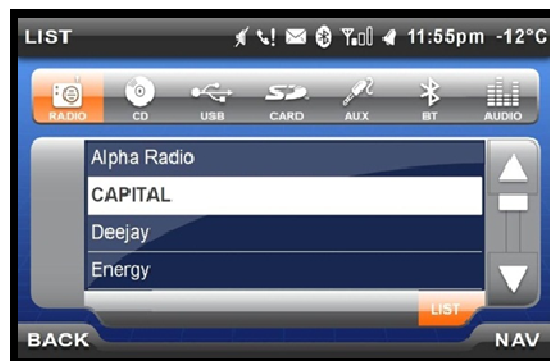 LIST 11:55pm -12°C
RADIO CD USB CARD AUX BT AUDIO
Alpha Radio
CAPITAL
Deejay
Energy
LIST
BACK NAV